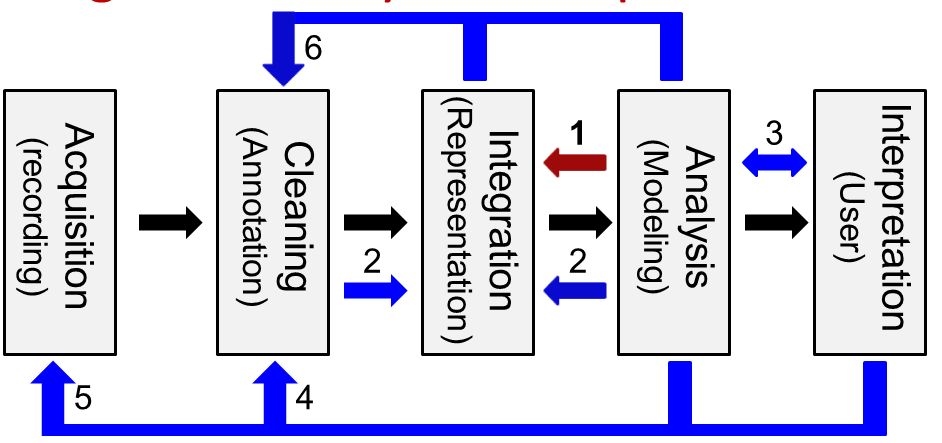 6
Acquisition
(recording)
Cleaning
(Annotation)
Integration
(Representation)
Analysis
(Modeling)
Interpretation
(User)
1
3
2
2
5
4